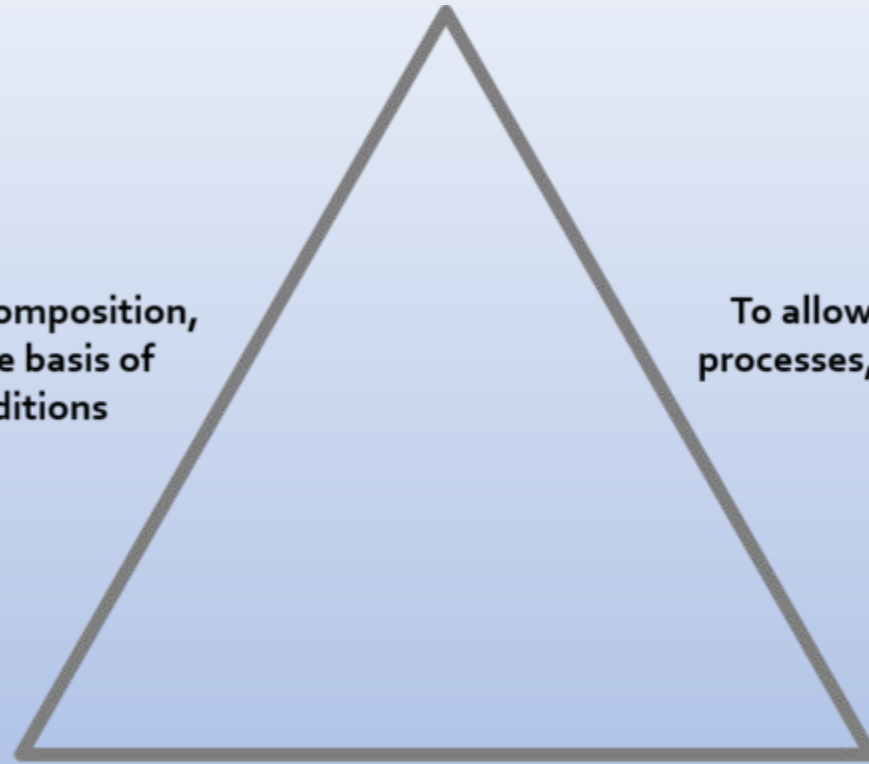 omposition,
e basis of
ditions
To allow
processes,